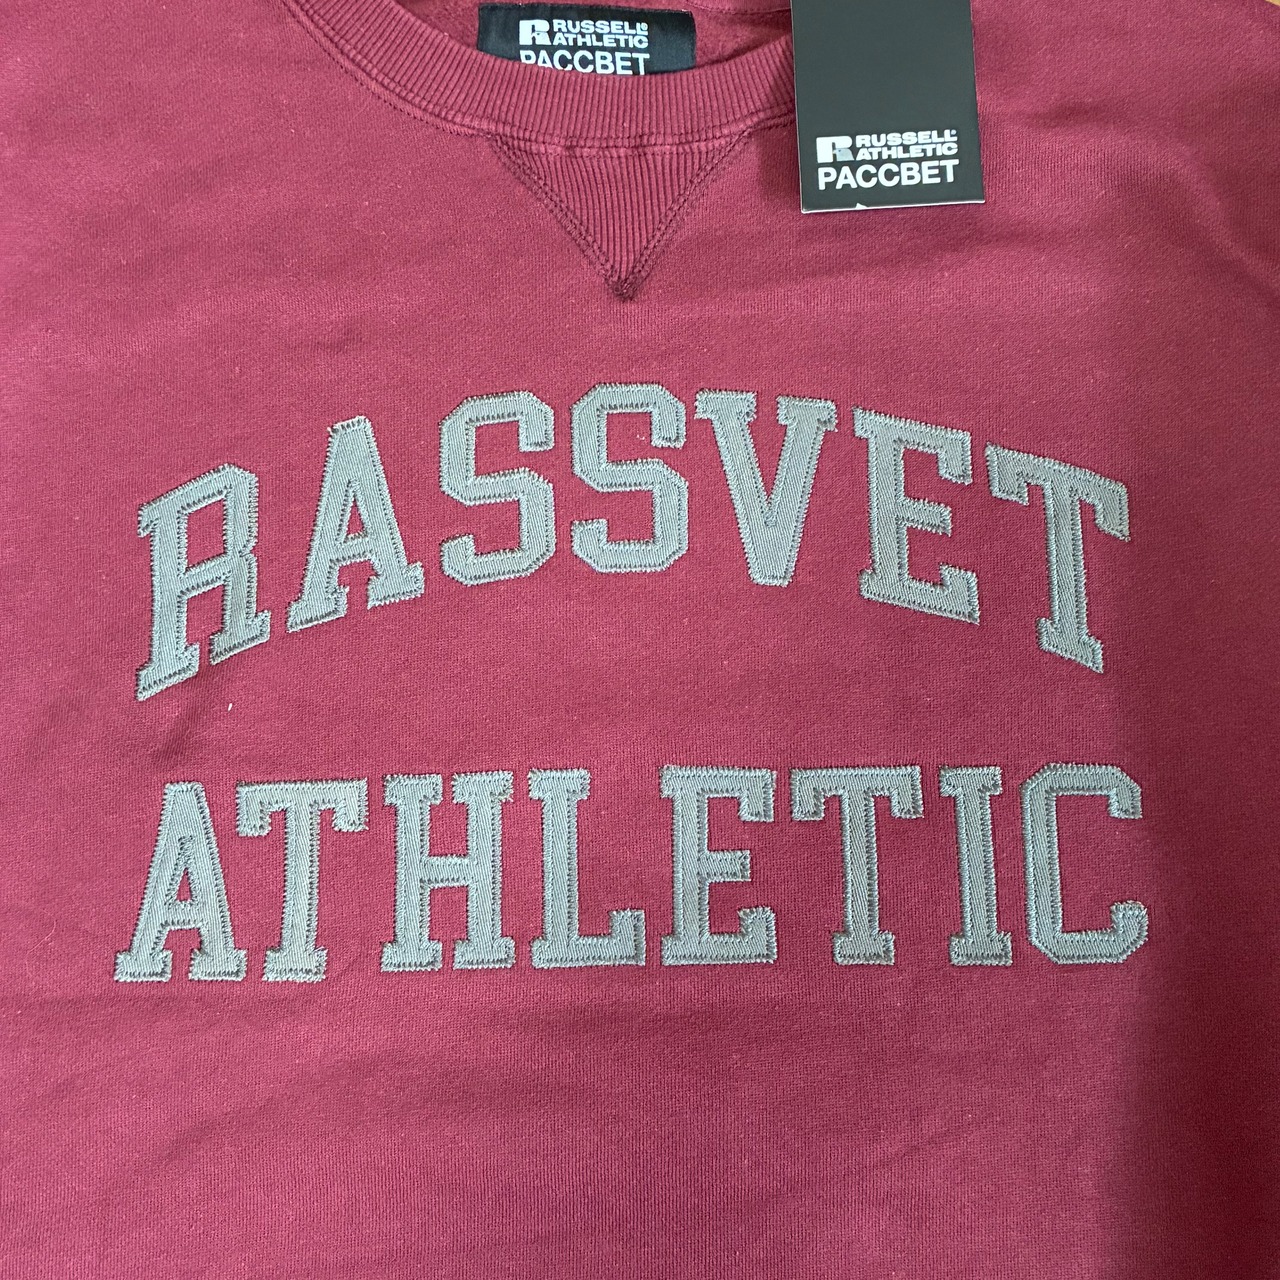 RUSSELL
ATHLETIC
PACCBET
RUSSELL
ATHLETIC
PACCBET
RASSVET
ATHLETIC